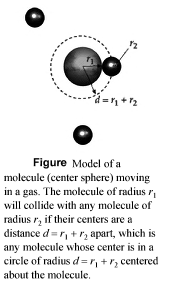 r₂
r₁
d = r₁ + r₂
Figure Model of a
molecule (center sphere) moving
in a gas. The molecule of radius r₁
will collide with any molecule of
radius r₂ if their centers are a
distance d = r₁ + r₂ apart, which is
any molecule whose center is in a
circle of radius d = r₁ + r₂ centered
about the molecule.